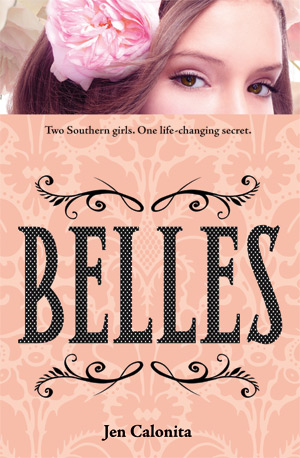 Two Southern girls. One life-changing secret.
BELLES
Jen Calonita